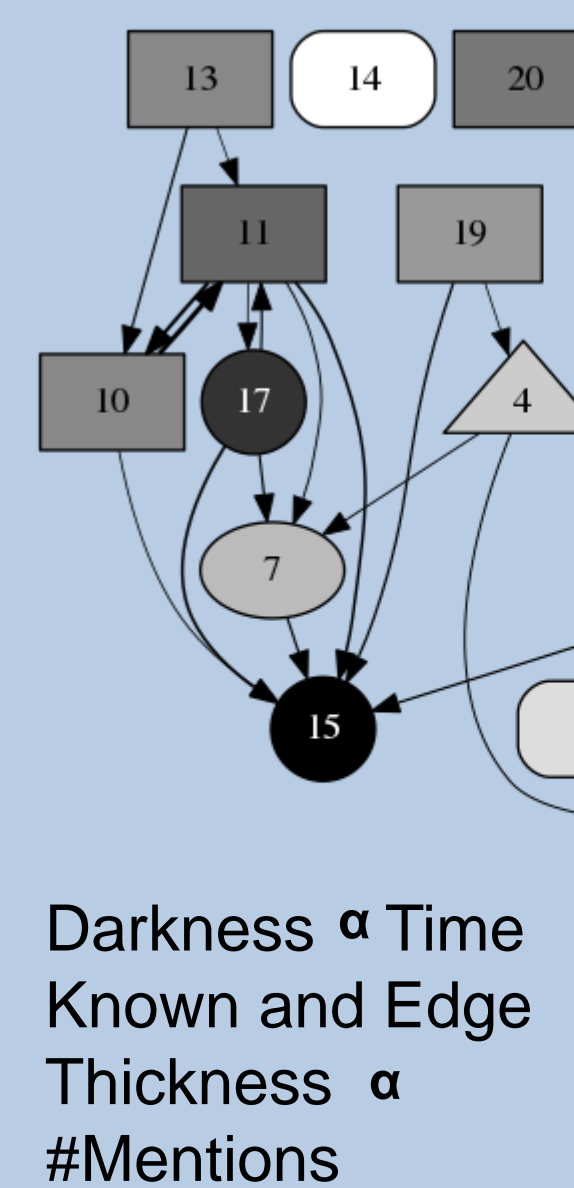 13 14 20
11 19
10 17 4
7
15
Darkness α Time
Known and Edge
Thickness α
#Mentions